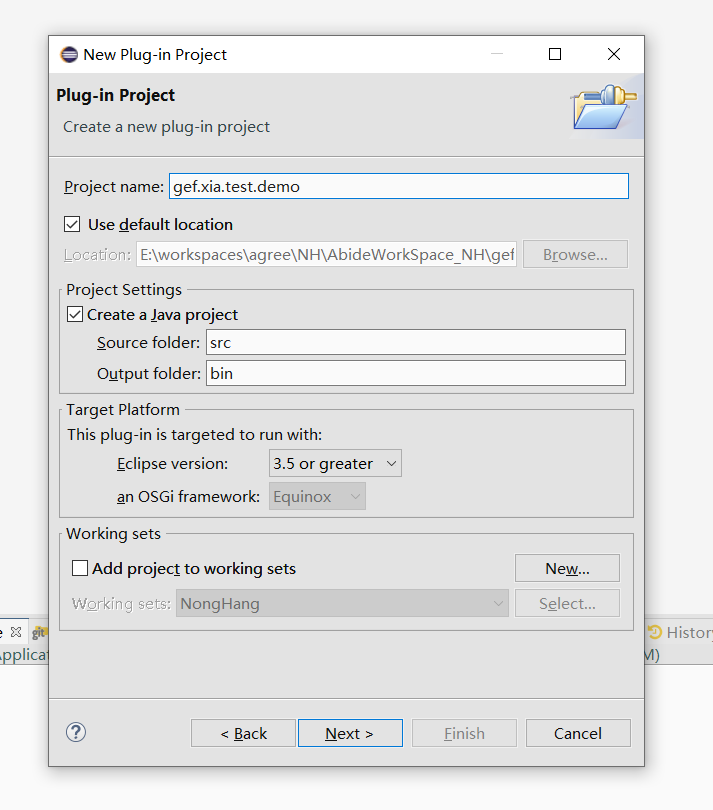 New Plug-in Project
Plug-in Project
Create a new plug-in project
Project name: gef.xia.test.demo
Use default location
Location: E:\workspaces\agree\NH\AbideWorkSpace_NH\gef Browse...
Project Settings
Create a Java project
Source folder: src
Output folder: bin
Target Platform
This plug-in is targeted to run with:
Eclipse version: 3.5 or greater
an OSGi framework: Equinox
Working sets
Add project to working sets New...
Working sets: NongHang Select...
git History
Applicat M)
? < Back Next > Finish Cancel